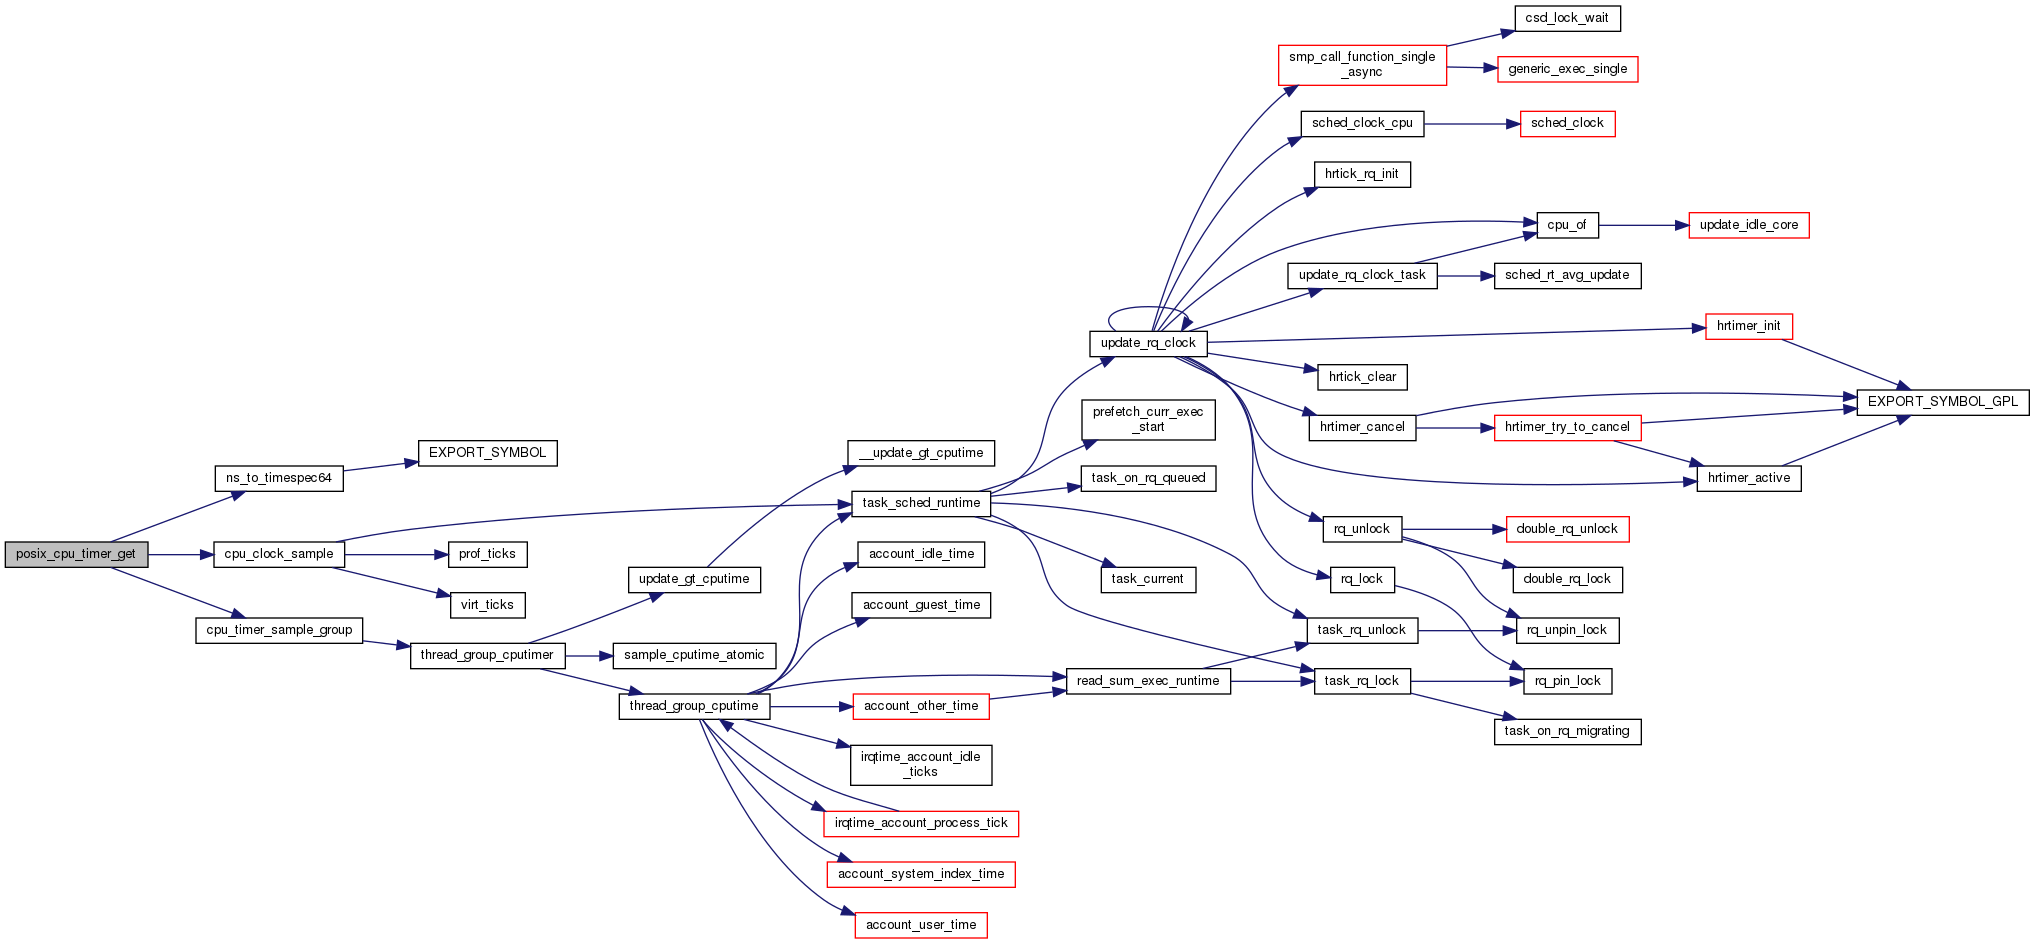 csd_lock_wait
smp_call_function_single
_async
generic_exec_single
sched_clock_cpu
sched_clock
hrtick_rq_init
cpu_of
update_idle_core
update_rq_clock_task
sched_rt_avg_update
hrtimer_init
update_rq_clock
hrtick_clear
EXPORT_SYMBOL_GPL
prefetch_curr_exec
_start
hrtimer_cancel
hrtimer_try_to_cancel
EXPORT_SYMBOL
__update_gt_cputime
ns_to_timespec64
task_on_rq_queued
hrtimer_active
task_sched_runtime
rq_unlock
double_rq_unlock
posix_cpu_timer_get
cpu_clock_sample
prof_ticks
account_idle_time
update_gt_cputime
task_current
rq_lock
double_rq_lock
virt_ticks
account_guest_time
cpu_timer_sample_group
task_rq_unlock
rq_unpin_lock
thread_group_cputimer
sample_cputime_atomic
read_sum_exec_runtime
task_rq_lock
rq_pin_lock
thread_group_cputime
account_other_time
task_on_rq_migrating
irqtime_account_idle
_ticks
irqtime_account_process_tick
account_system_index_time
account_user_time